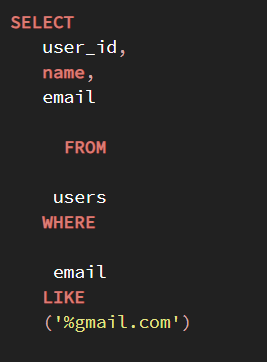 SELECT
user_id,
name,
email
FROM
users
WHERE
email
LIKE
('%gmail.com')